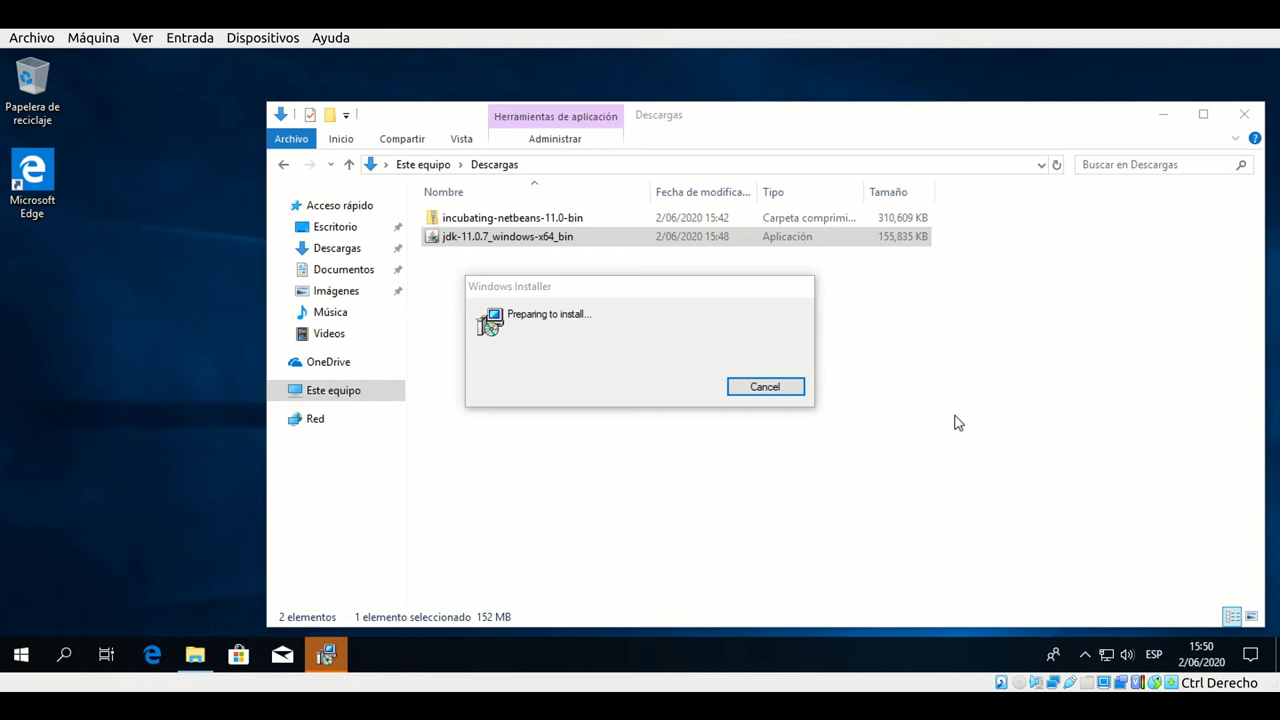 Archivo Máquina Ver Entrada Dispositivos Ayuda
Papelera de
reciclaje
Microsoft
Edge
Herramientas de aplicación Descargas
Archivo Inicio Compartir Vista Administrar
Este equipo Descargas Buscar en Descargas
Nombre Fecha de modifica... Tipo Tamaño
incubating-netbeans-11.0-bin 2/06/2020 15:42 Carpeta comprimi... 310,609 KB
jdk-11.0.7_windows-x64_bin 2/06/2020 15:48 Aplicación 155,835 KB
Acceso rápido
Escritorio
Descargas
Documentos
Imágenes
Música
Videos
OneDrive
Este equipo
Red
Windows Installer
Preparing to install...
Cancel
2 elementos 1 elemento seleccionado 152 MB
ESP
15:50
2/06/2020
Ctrl Derecho